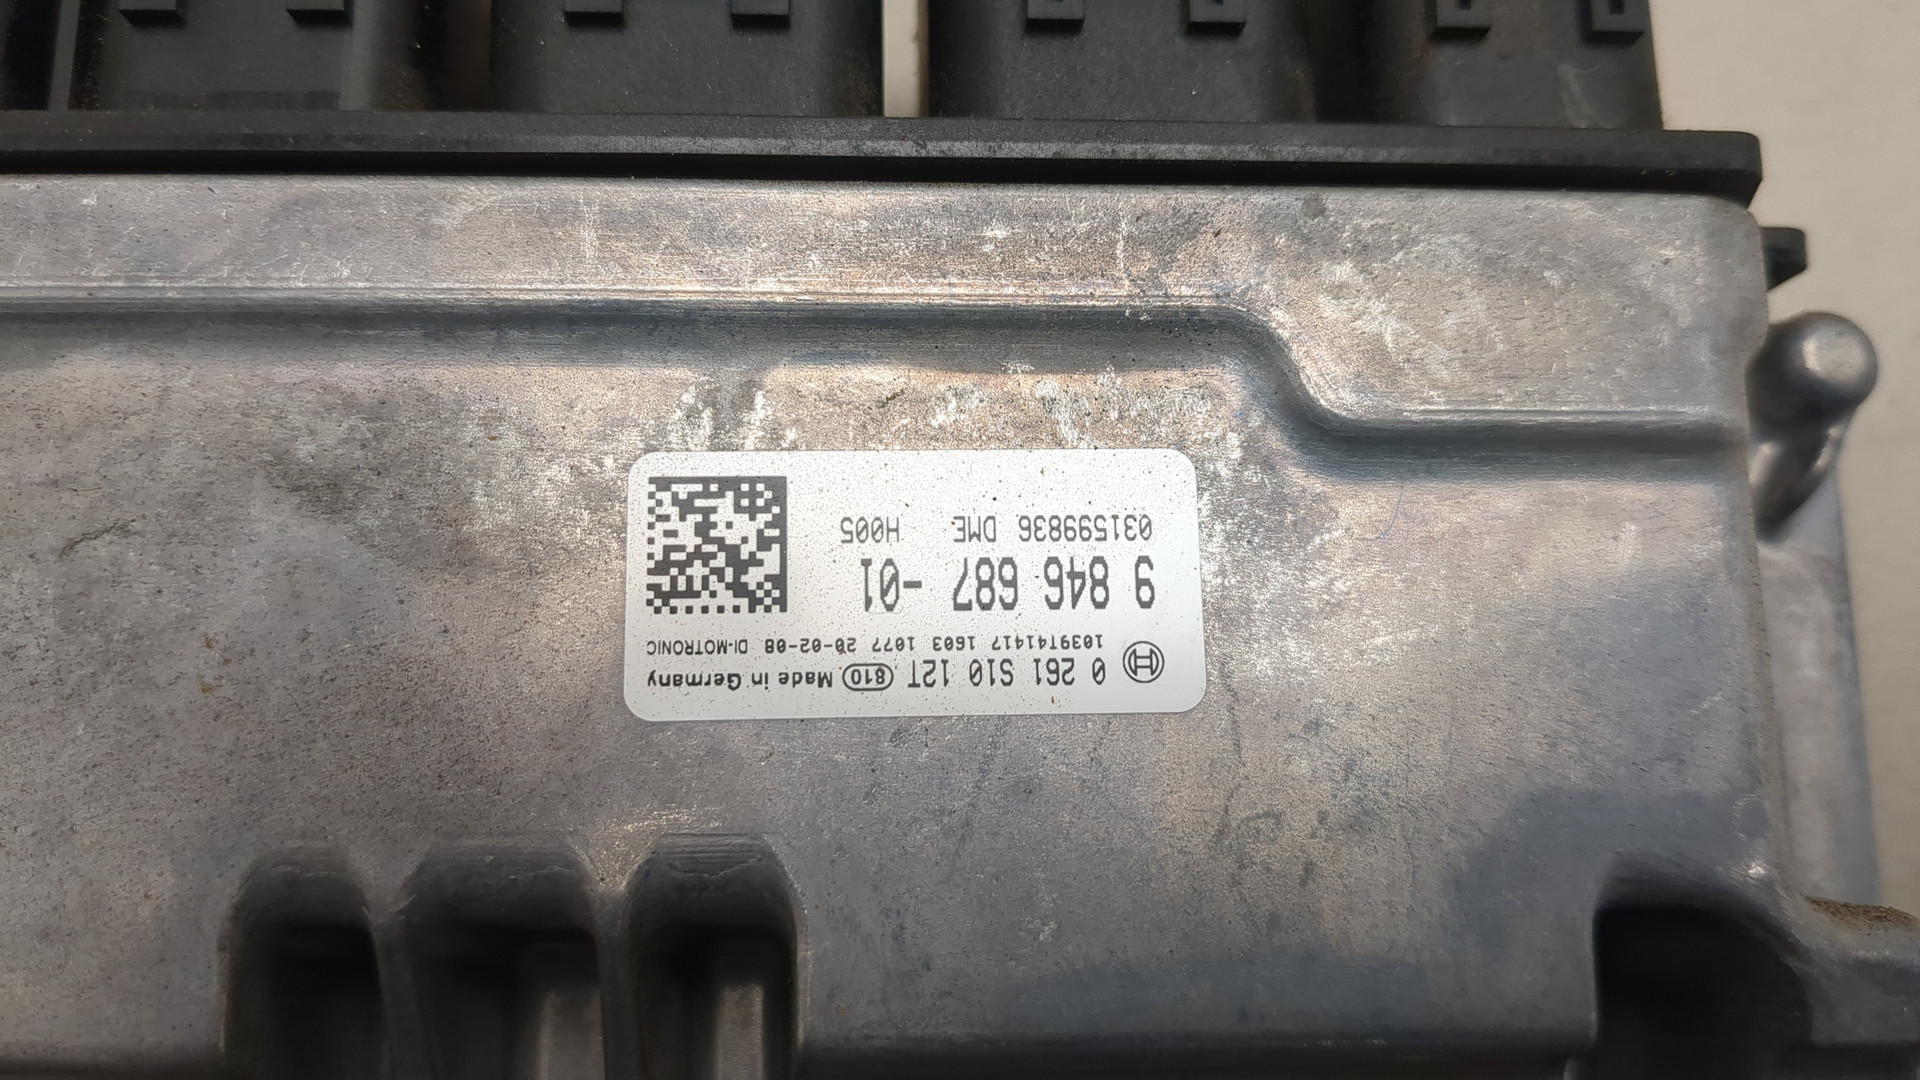 0 261 S10 12T 810 Made in Germany
1039T41417 1603 1077 20-02-08 DI-MOTRONIC
9 846 687 -01
031599836 DME H005